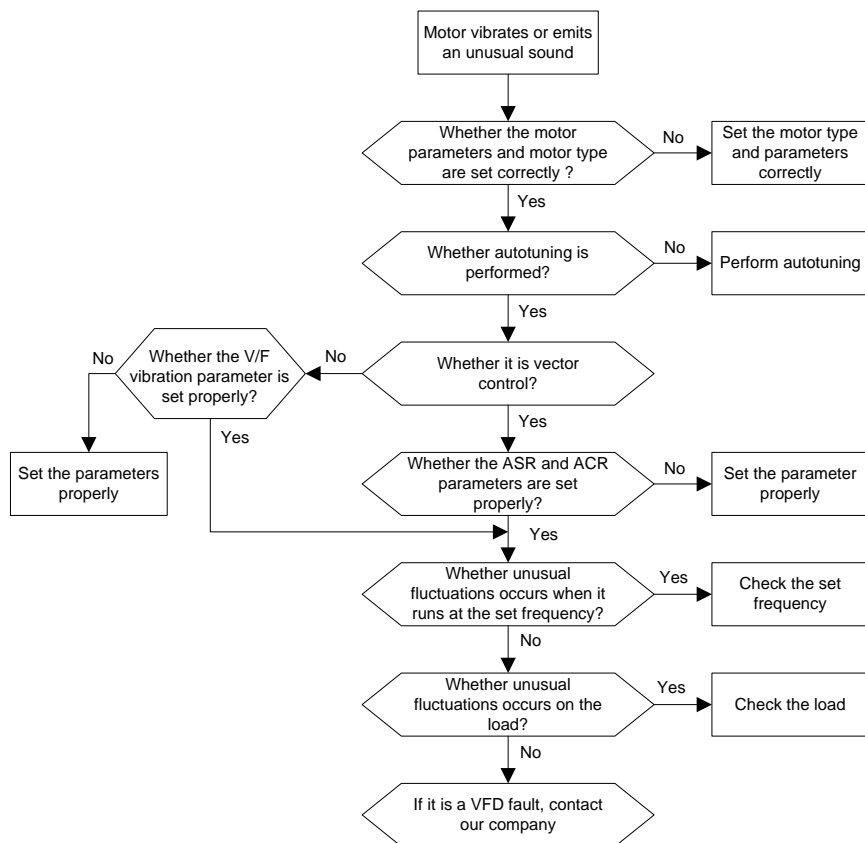 Motor vibrates or emits
an unusual sound
Whether the motor
parameters and motor type
are set correctly ?
No
Set the motor type
and parameters
correctly
Yes
Whether autotuning is
performed?
No
Perform autotuning
Yes
No
Whether the V/F
vibration parameter is
set properly?
No
Whether it is vector
control?
Yes
Yes
Set the parameters
properly
Whether the ASR and ACR
parameters are set
properly?
No
Set the parameter
properly
Yes
Whether unusual
fluctuations occurs when it
runs at the set frequency?
Yes
Check the set
frequency
No
Whether unusual
fluctuations occurs on the
load?
Yes
Check the load
No
If it is a VFD fault, contact
our company